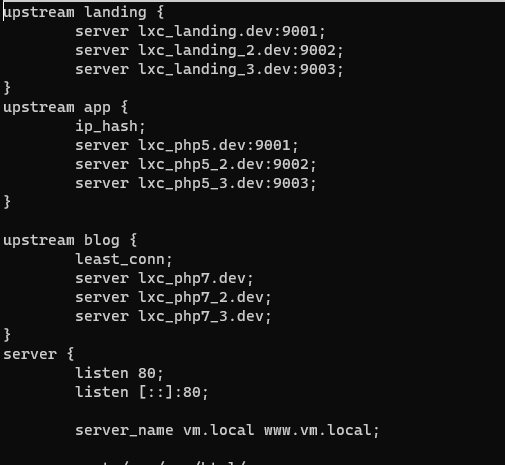 upstream landing {
        server lxc_landing.dev:9001;
        server lxc_landing_2.dev:9002;
        server lxc_landing_3.dev:9003;
}
upstream app {
        ip_hash;
        server lxc_php5.dev:9001;
        server lxc_php5_2.dev:9002;
        server lxc_php5_3.dev:9003;
}

upstream blog {
        least_conn;
        server lxc_php7.dev;
        server lxc_php7_2.dev;
        server lxc_php7_3.dev;
}
server {
        listen 80;
        listen [::]:80;

        server_name vm.local www.vm.local;